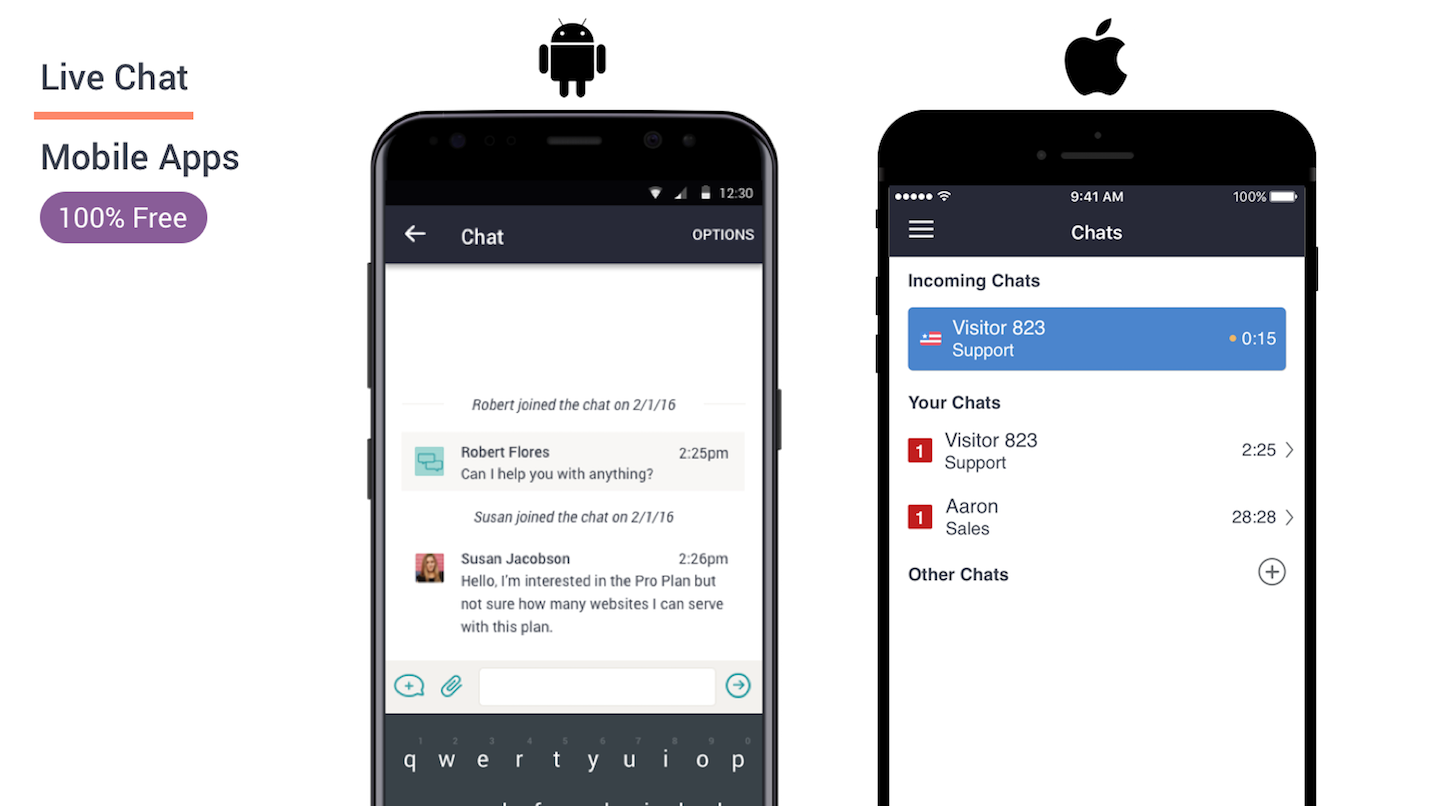 Live Chat
Mobile Apps
100% Free
12:30
Chat
OPTIONS
Robert joined the chat on 2/1/16
Robert Flores
2:25pm
Can I help you with anything?
Susan joined the chat on 2/1/16
Susan Jacobson
2:26pm
Hello, I'm interested in the Pro Plan but
not sure how many websites I can serve
with this plan.
1 2 3 4 5 6 7 8 9 0
q w e r t y u i o p
9:41 AM
100%
Chats
Incoming Chats
Visitor 823
Support
0:15
Your Chats
1
Visitor 823
Support
2:25
1
Aaron
Sales
28:28
Other Chats